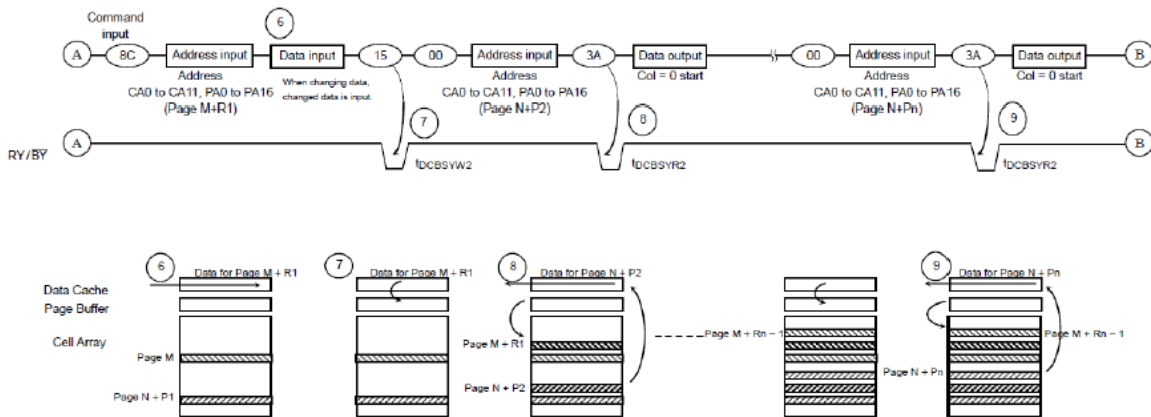 Command
input
6
A
8C
Address input
Data input
15
00
Address input
3A
Data output
00
Address input
3A
Data output
B
Address
CA0 to CA11, PA0 to PA16
(Page M+R1)
When changing data,
changed data is input.
Address
CA0 to CA11, PA0 to PA16
(Page N+P2)
Col = 0 start
Address
CA0 to CA11, PA0 to PA16
(Page N+Pn)
Col = 0 start
7
8
9
RY/BY
A
B
tDCBSYW2
tDCBSYR2
tDCBSYR2
6
Data for Page M + R1
7
Data for Page M + R1
8
Data for Page N + P2
9
Data for Page N + Pn
Data Cache
Page Buffer
Cell Array
Page M
Page N + P1
Page M + R1
Page N + P2
Page M + Rn − 1
Page N + Pn
Page M + Rn − 1